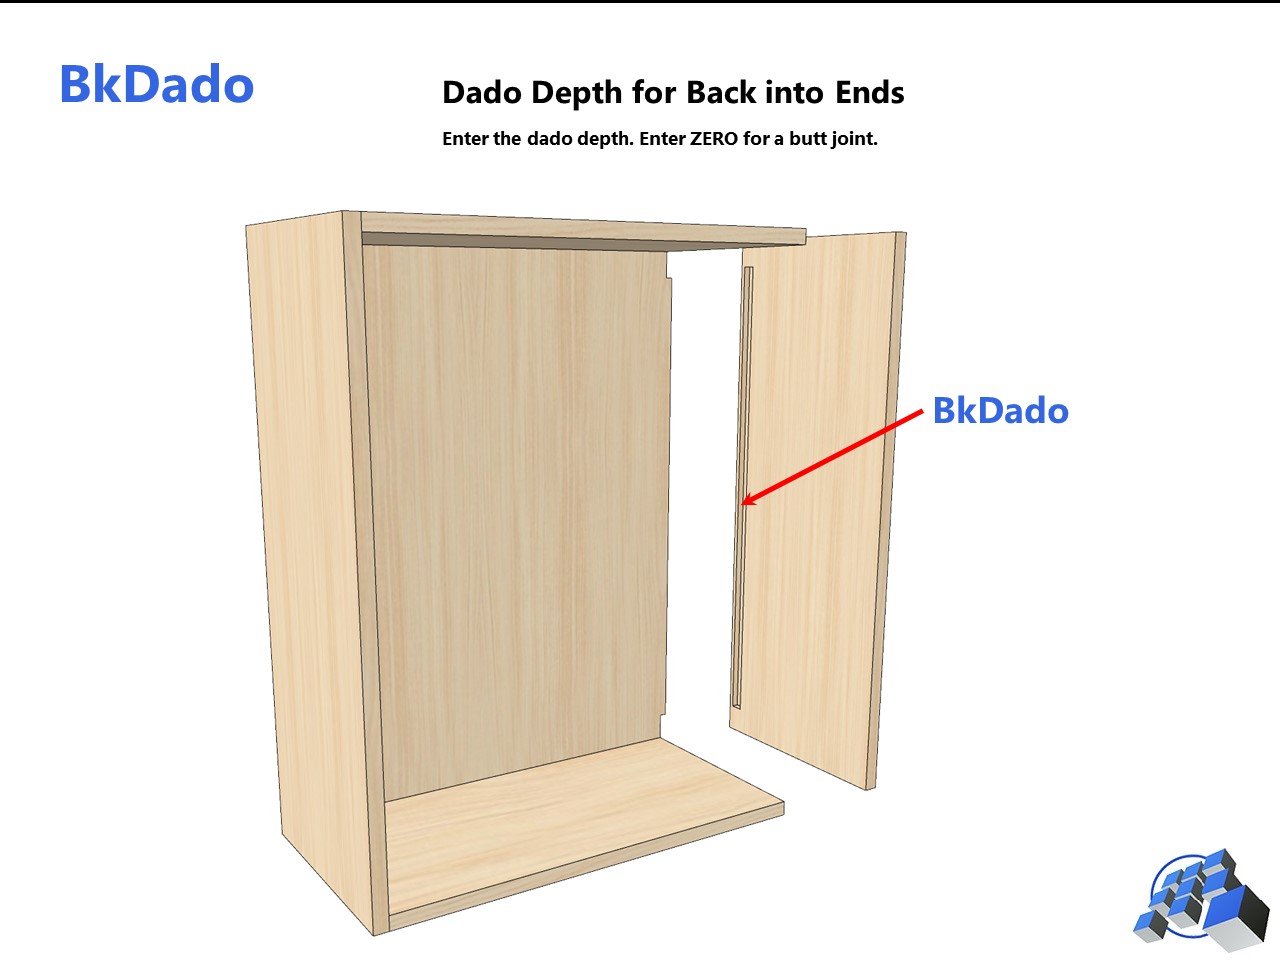 BkDado
Dado Depth for Back into Ends
Enter the dado depth. Enter ZERO for a butt joint.
BkDado